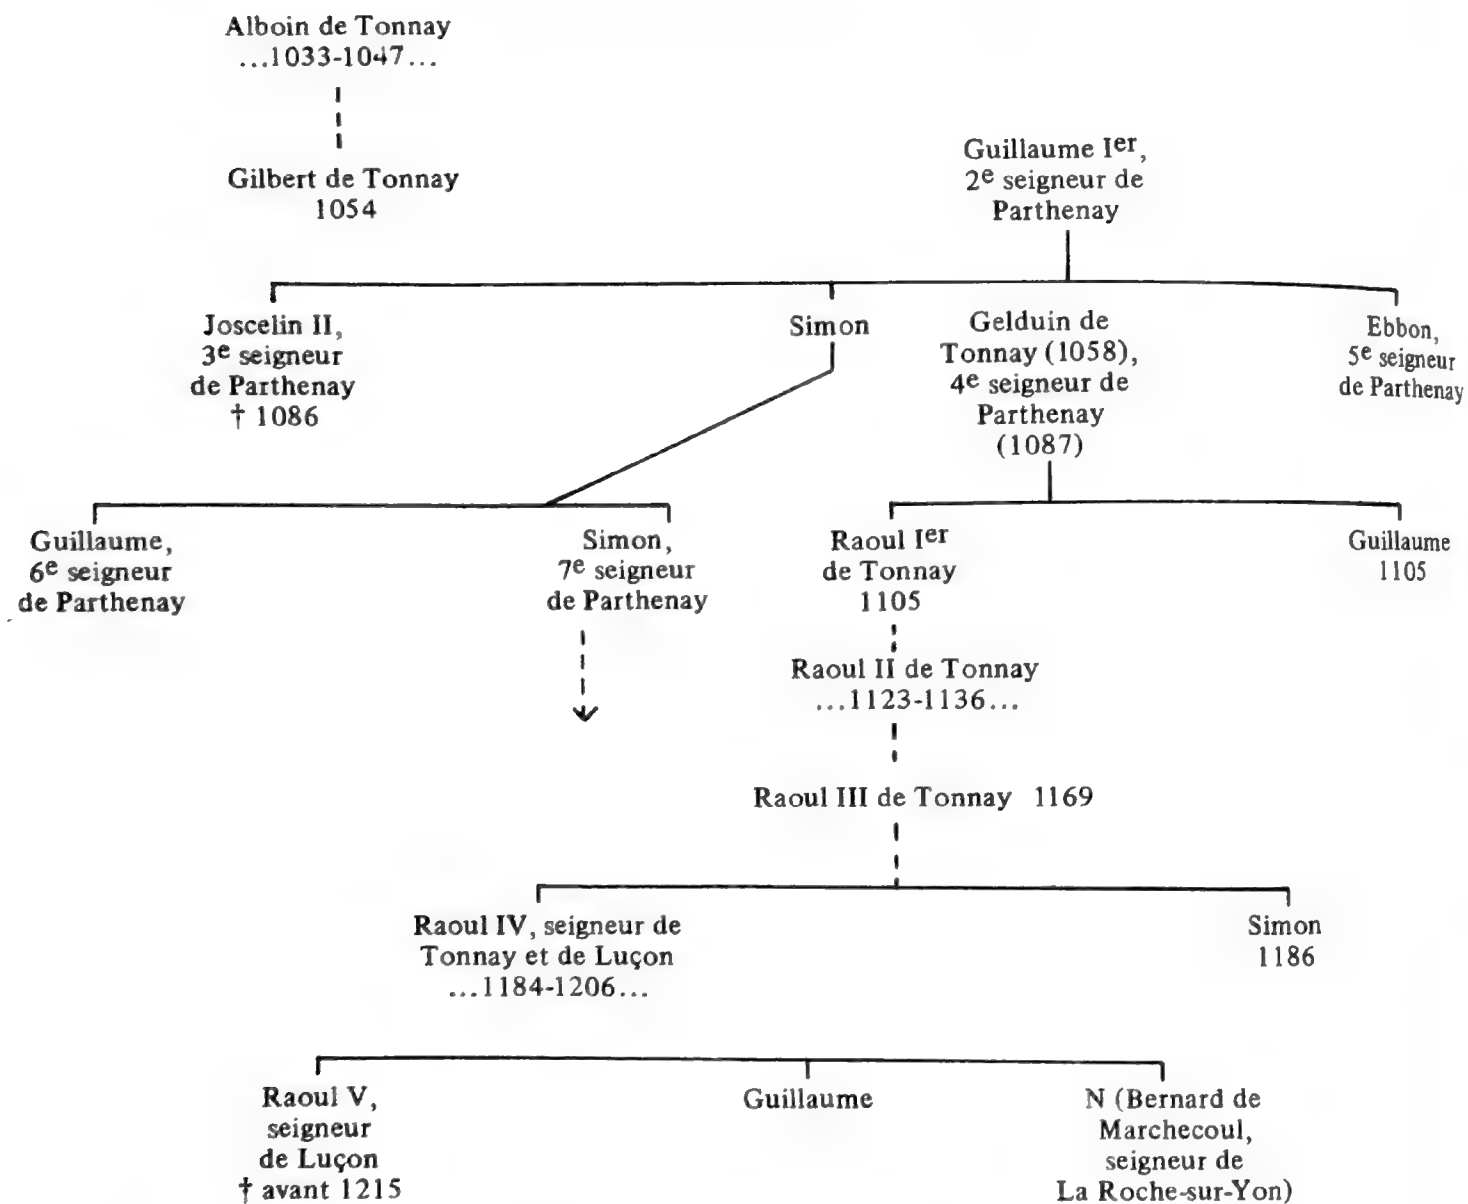 Alboin de Tonnay
...1033-1047...
Gilbert de Tonnay
1054
Guillaume Ier,
2e seigneur de
Parthenay
Joscelin II,
3e seigneur
de Parthenay
† 1086
Simon
Gelduin de
Tonnay (1058),
4e seigneur de
Parthenay
(1087)
Ebbon,
5e seigneur
de Parthenay
Guillaume,
6e seigneur
de Parthenay
Simon,
7e seigneur
de Parthenay
Raoul Ier
de Tonnay
1105
Guillaume
1105
Raoul II de Tonnay
...1123-1136...
Raoul III de Tonnay 1169
Raoul IV, seigneur de
Tonnay et de Luçon
...1184-1206...
Simon
1186
Raoul V,
seigneur
de Luçon
† avant 1215
Guillaume
N (Bernard de
Marchecoul,
seigneur de
La Roche-sur-Yon)